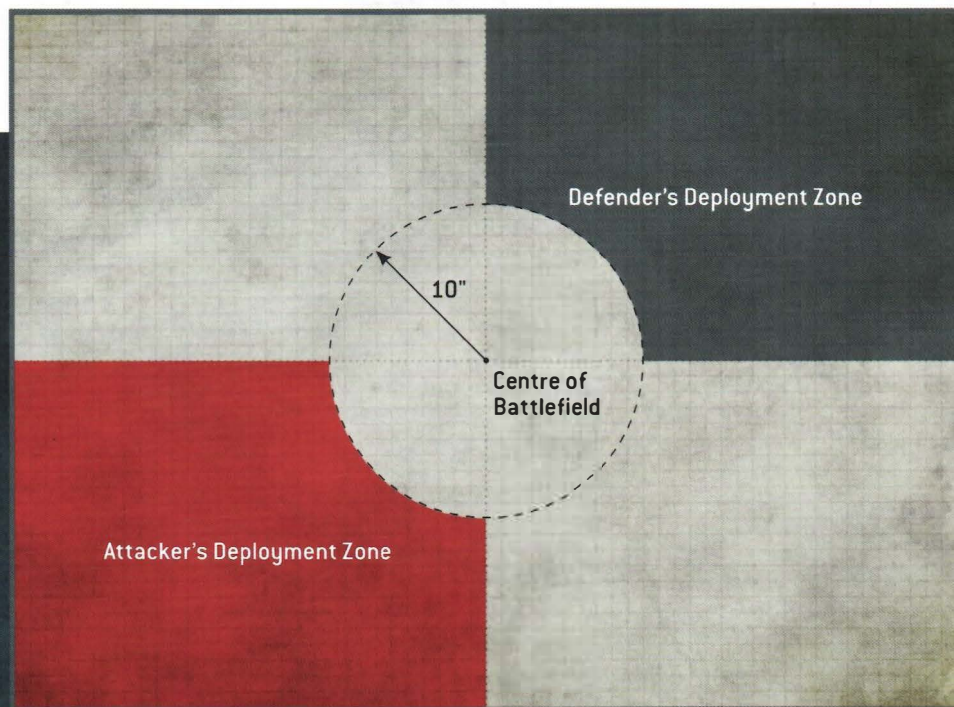 Defender's Deployment Zone
10"
Centre of
Battlefield
Attacker's Deployment Zone